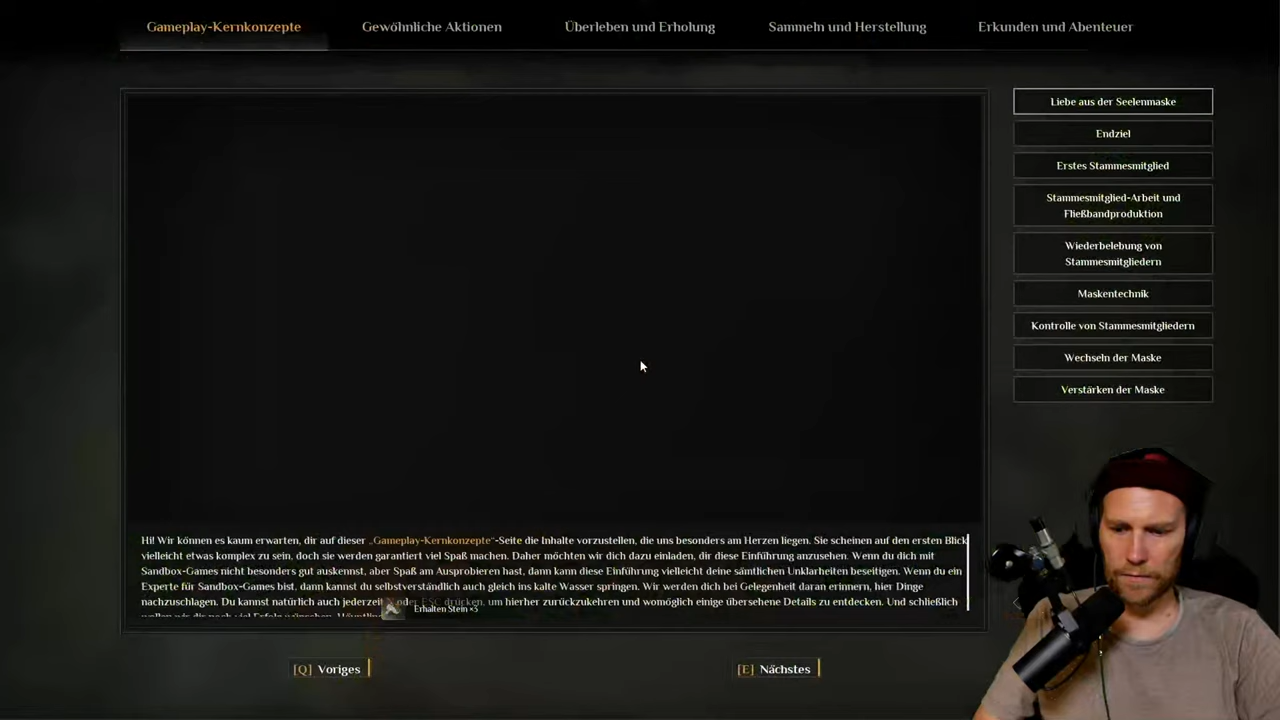 Gameplay-Kernkonzepte
Gewöhnliche Aktionen
Überleben und Erholung
Sammeln und Herstellung
Erkunden und Abenteuer
Liebe aus der Seelenmaske
Endziel
Erstes Stammesmitglied
Stammesmitglied-Arbeit und
Fließbandproduktion
Wiederbelebung von
Stammesmitgliedern
Maskentechnik
Kontrolle von Stammesmitgliedern
Wechseln der Maske
Verstärken der Maske
Hi! Wir können es kaum erwarten, dir auf dieser „Gameplay-Kernkonzepte“-Seite die Inhalte vorzustellen, die uns besonders am Herzen liegen. Sie scheinen auf den ersten Blick
vielleicht etwas komplex zu sein, doch sie werden garantiert viel Spaß machen. Daher möchten wir dich dazu einladen, dir diese Einführung anzusehen. Wenn du dich mit
Sandbox-Games nicht besonders gut auskennst, aber Spaß am Ausprobieren hast, dann kann diese Einführung vielleicht deine sämtlichen Unklarheiten beseitigen. Wenn du ein
Experte für Sandbox-Games bist, dann kannst du selbstverständlich auch gleich ins kalte Wasser springen. Wir werden dich bei Gelegenheit daran erinnern, hier Dinge
nachzuschlagen. Du kannst natürlich auch jederzeit oder ESC drücken, um hierher zurückzukehren und womöglich einige übersehene Details zu entdecken. Und schließlich
Erhalten Stein ×3
[Q] Voriges
[E] Nächstes